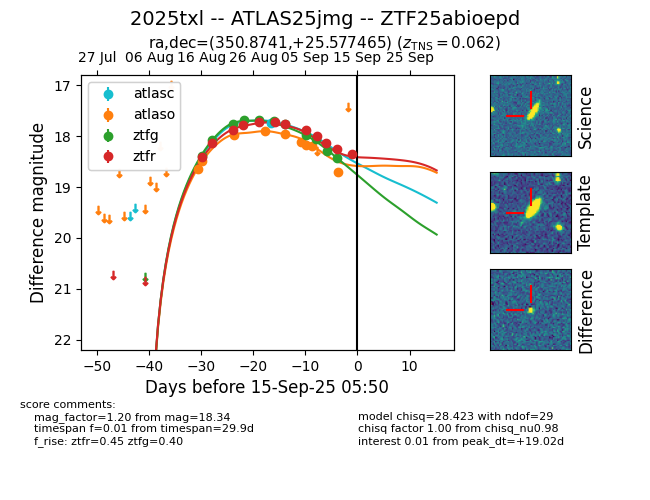 2025txl -- ATLAS25jmg -- ZTF25abioepd
ra,dec=(350.8741,+25.577465) (z_TNS = 0.062)
27 Jul 06 Aug 16 Aug 26 Aug 05 Sep 15 Sep 25 Sep
17
18
19
20
21
22
Difference magnitude
atlasc
atlaso
ztfg
ztfr
−50 −40 −30 −20 −10 0 10
Days before 15-Sep-25 05:50
Science
Template
Difference
score comments:
mag_factor=1.20 from mag=18.34
timespan f=0.01 from timespan=29.9d
f_rise: ztfr=0.45 ztfg=0.40
model chisq=28.423 with ndof=29
chisq factor 1.00 from chisq_nu0.98
interest 0.01 from peak_dt=+19.02d